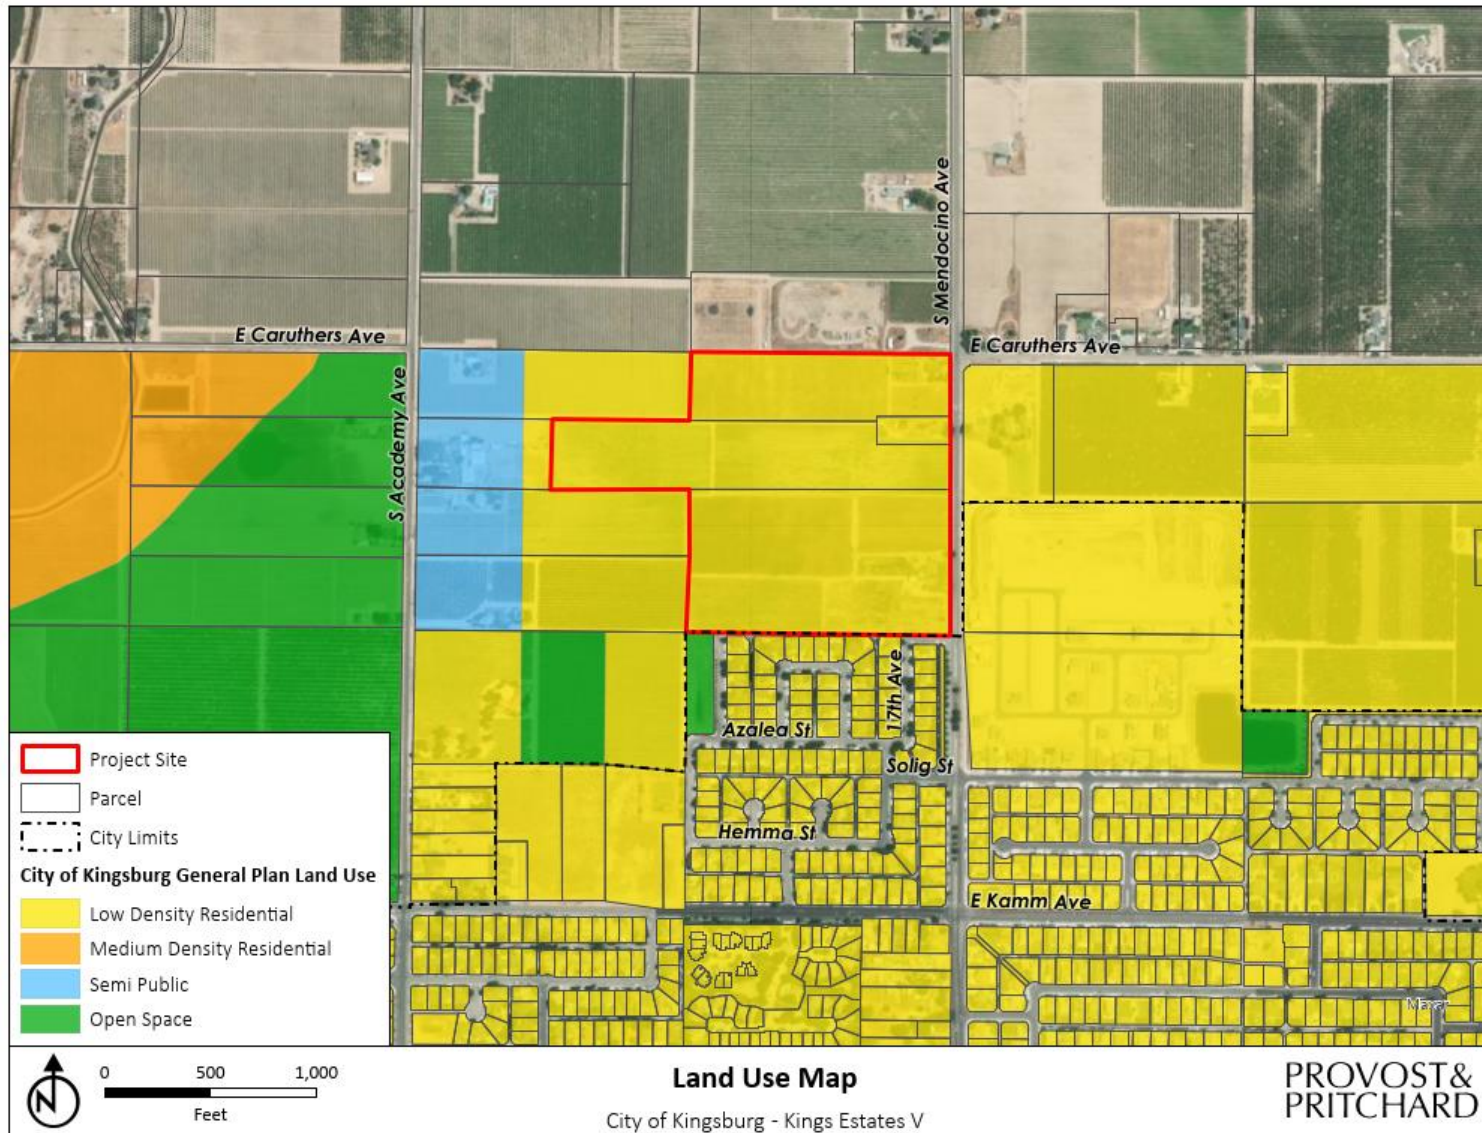 S Mendocino Ave
E Caruthers Ave
E Caruthers Ave
S Academy Ave
17th Ave
Azalea St
Solig St
Hemma St
E Kamm Ave
Maxar
Project Site
Parcel
City Limits
City of Kingsburg General Plan Land Use
Low Density Residential
Medium Density Residential
Semi Public
Open Space
N
0 500 1,000
Feet
Land Use Map
City of Kingsburg - Kings Estates V
PROVOST&
PRITCHARD